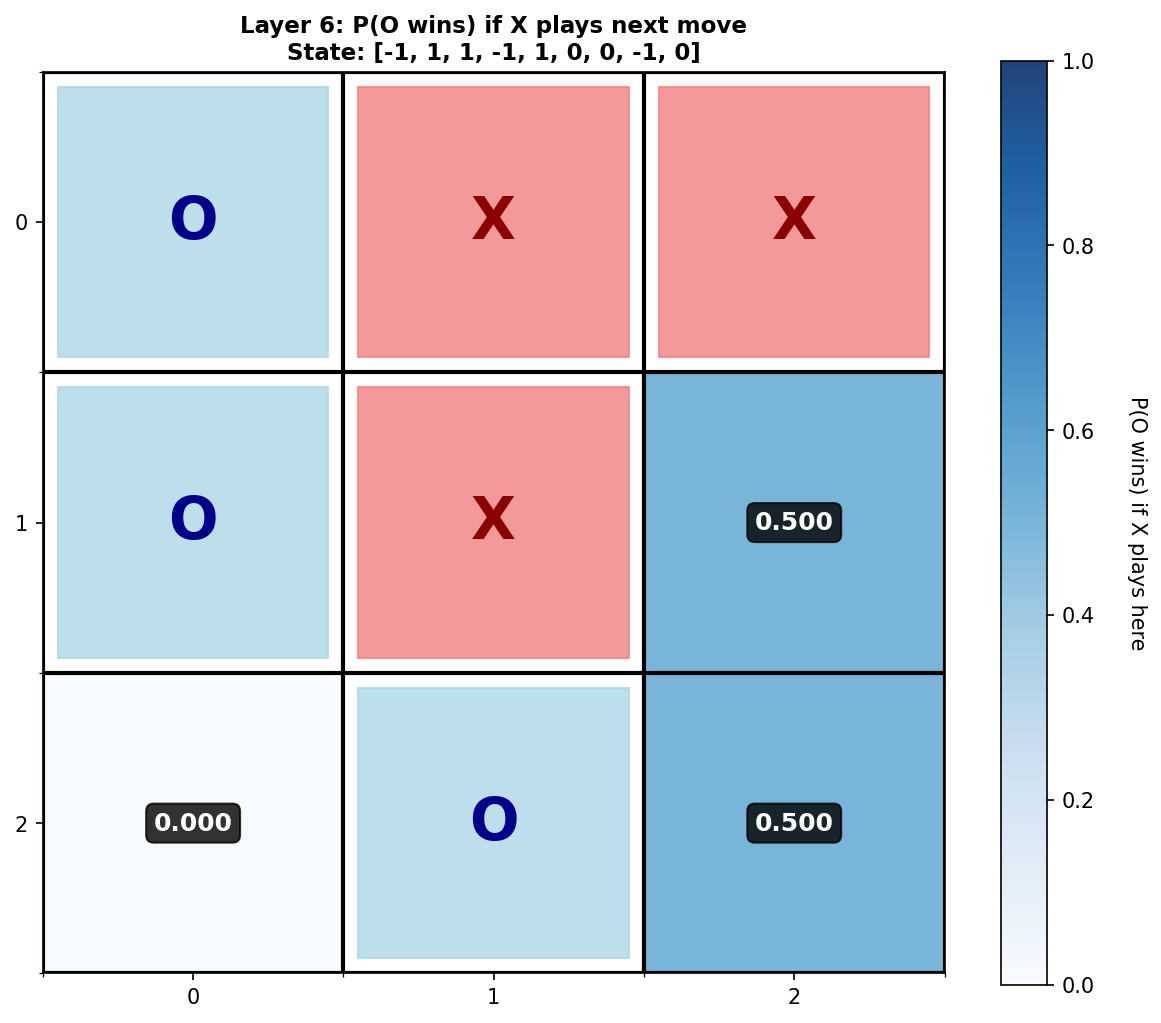 Layer 6: P(O wins) if X plays next move
State: [-1, 1, 1, -1, 1, 0, 0, -1, 0]
0
O
X
X
1
O
X
0.500
2
0.000
O
0.500
0
1
2
1.0
0.8
0.6
0.4
0.2
0.0
P(O wins) if X plays here